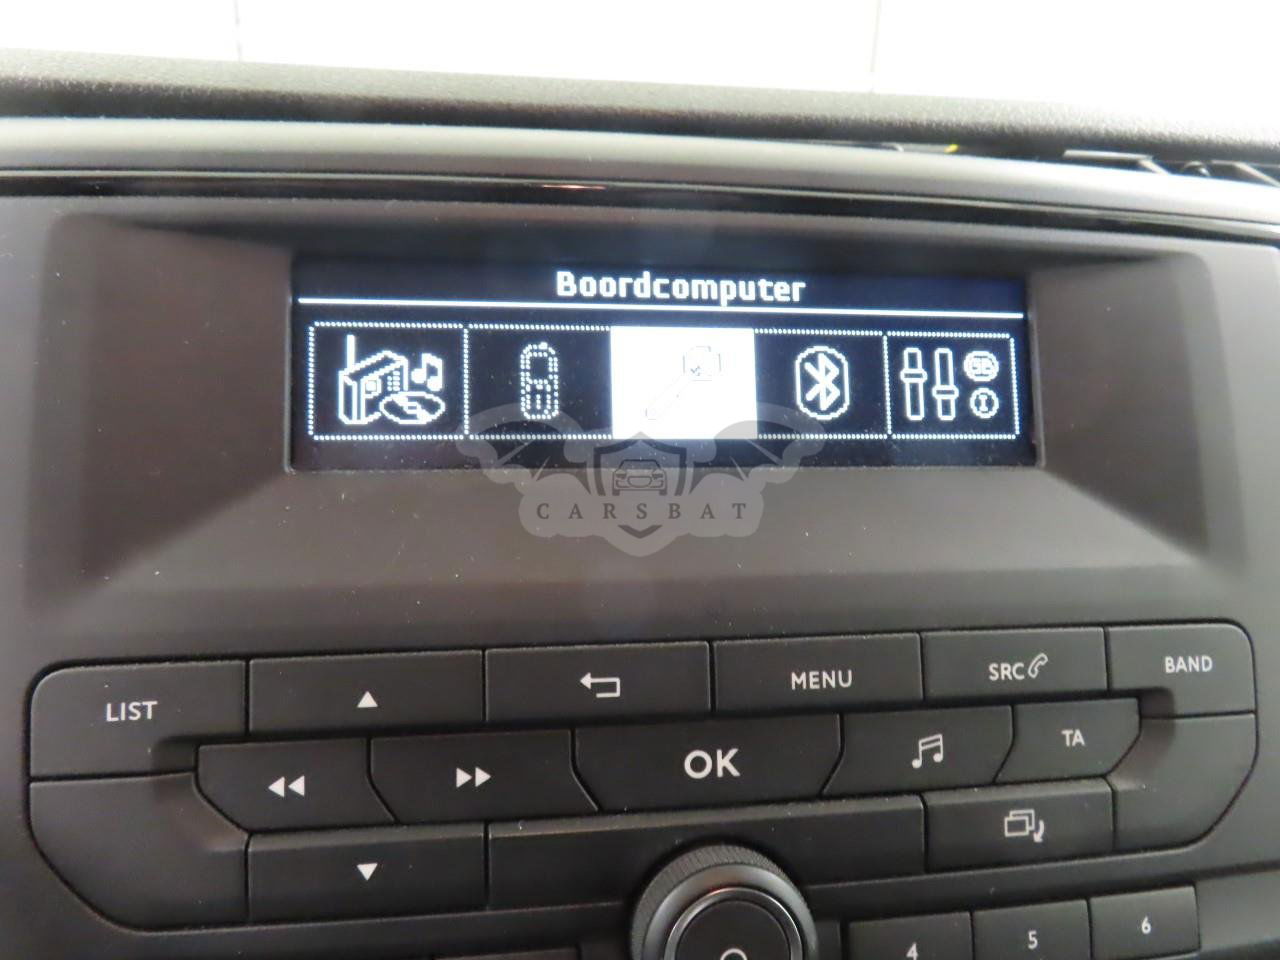 Boordcomputer
CARSBAT
LIST
MENU
SRC
BAND
OK
TA
4
5
6